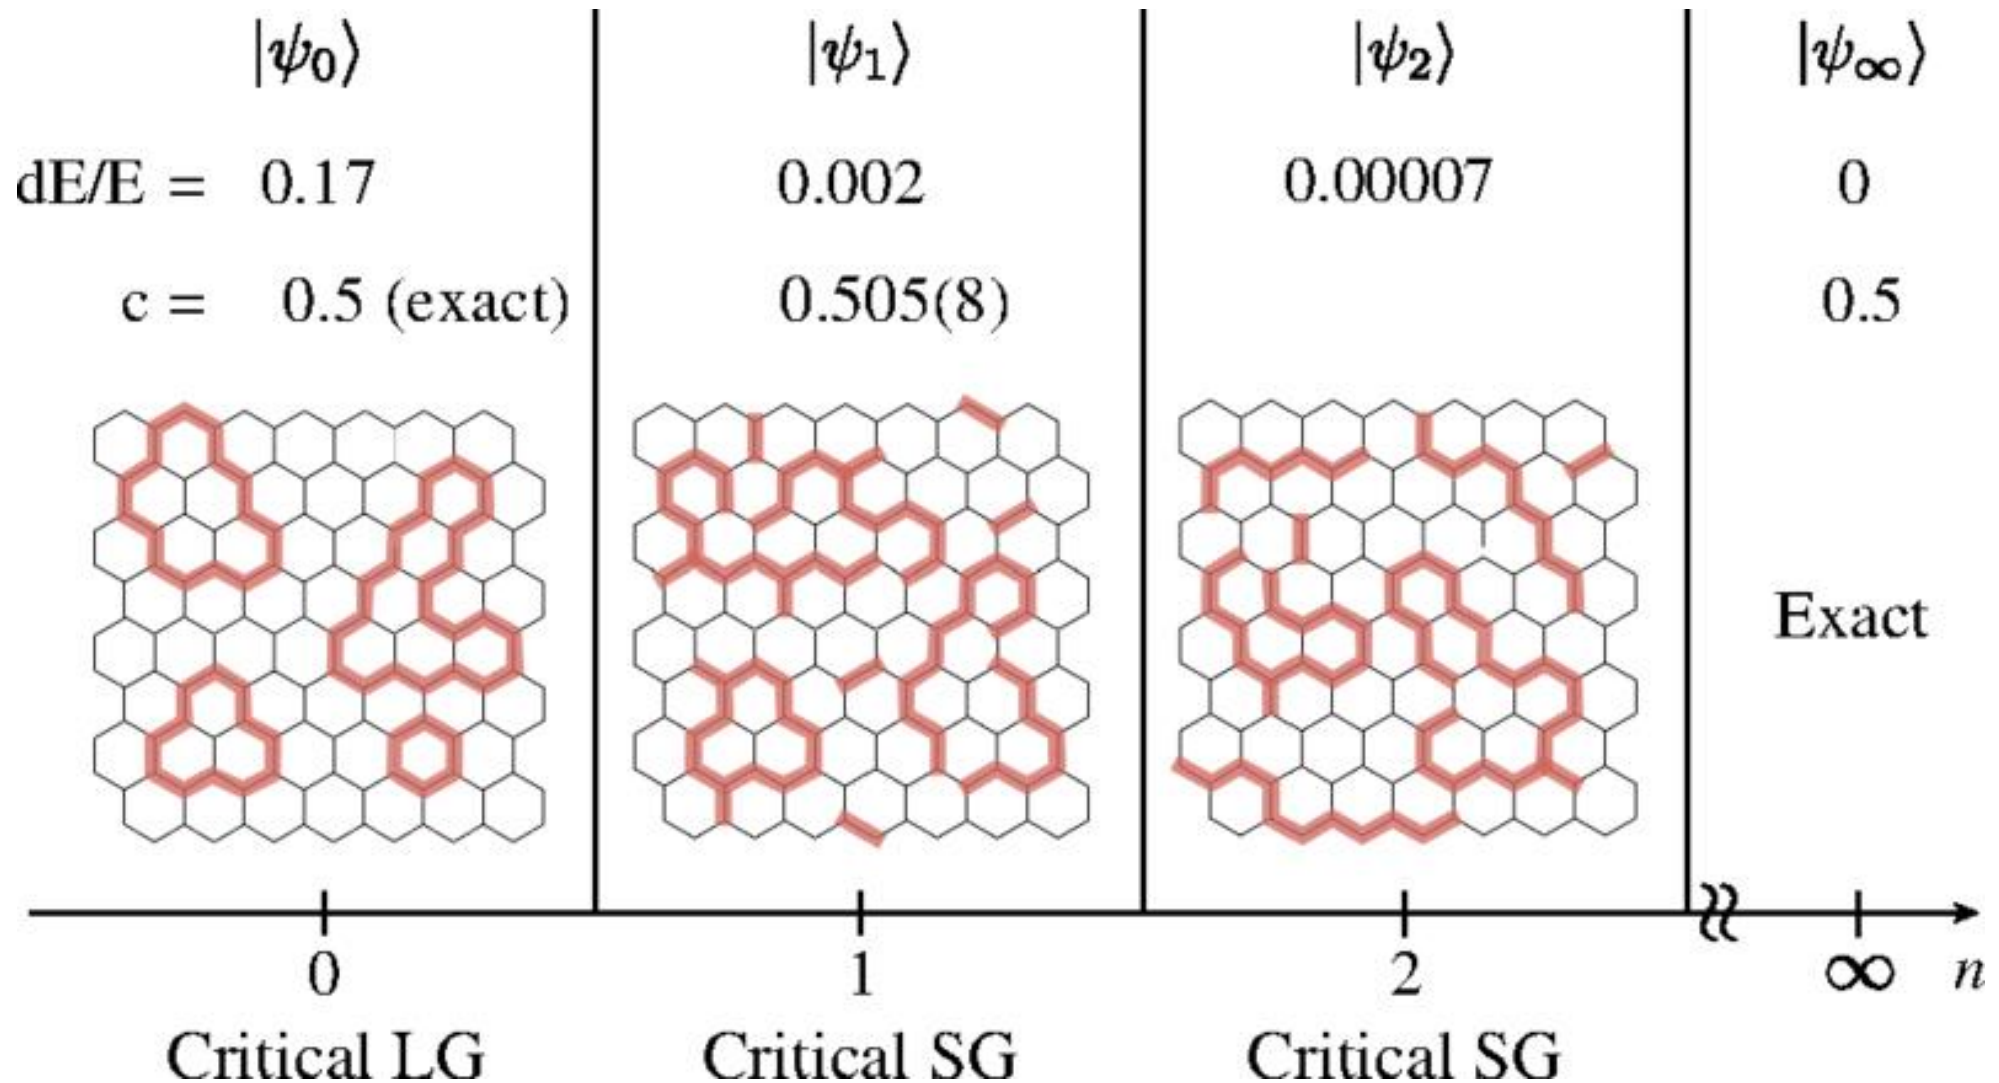 |ψ₀⟩ |ψ₁⟩ |ψ₂⟩ |ψ∞⟩
dE/E = 0.17 0.002 0.00007 0
c = 0.5 (exact) 0.505(8) 0.5
Exact
0 1 2 ∞ n
Critical LG Critical SG Critical SG